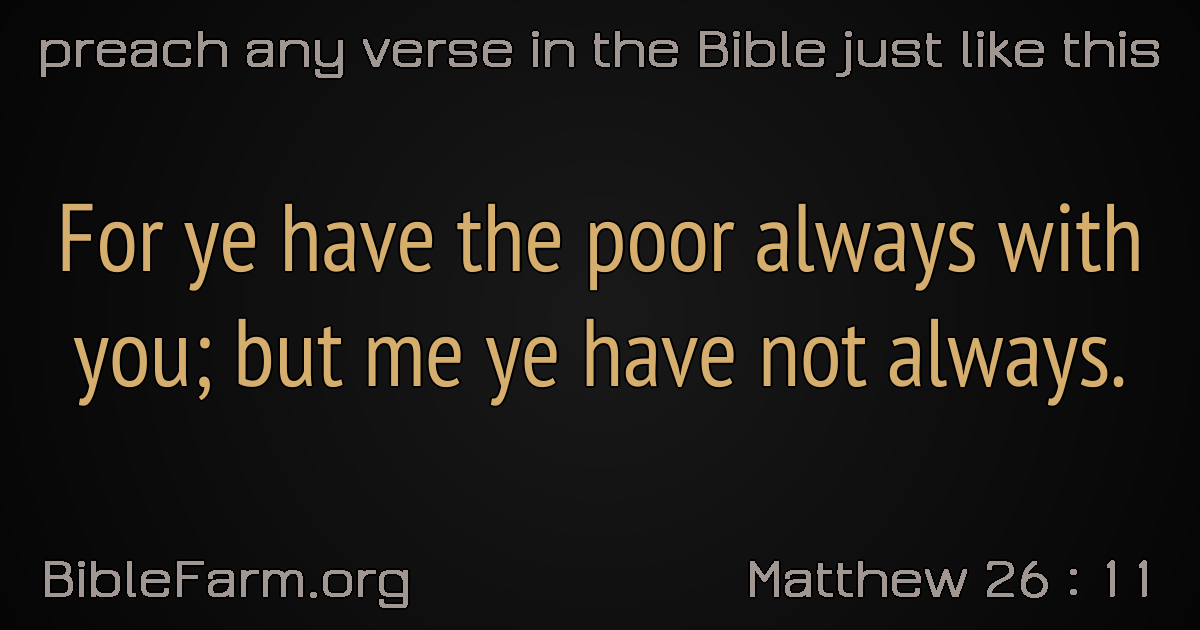 preach any verse in the Bible just like this
For ye have the poor always with
you; but me ye have not always.
BibleFarm.org
Matthew 26 : 11